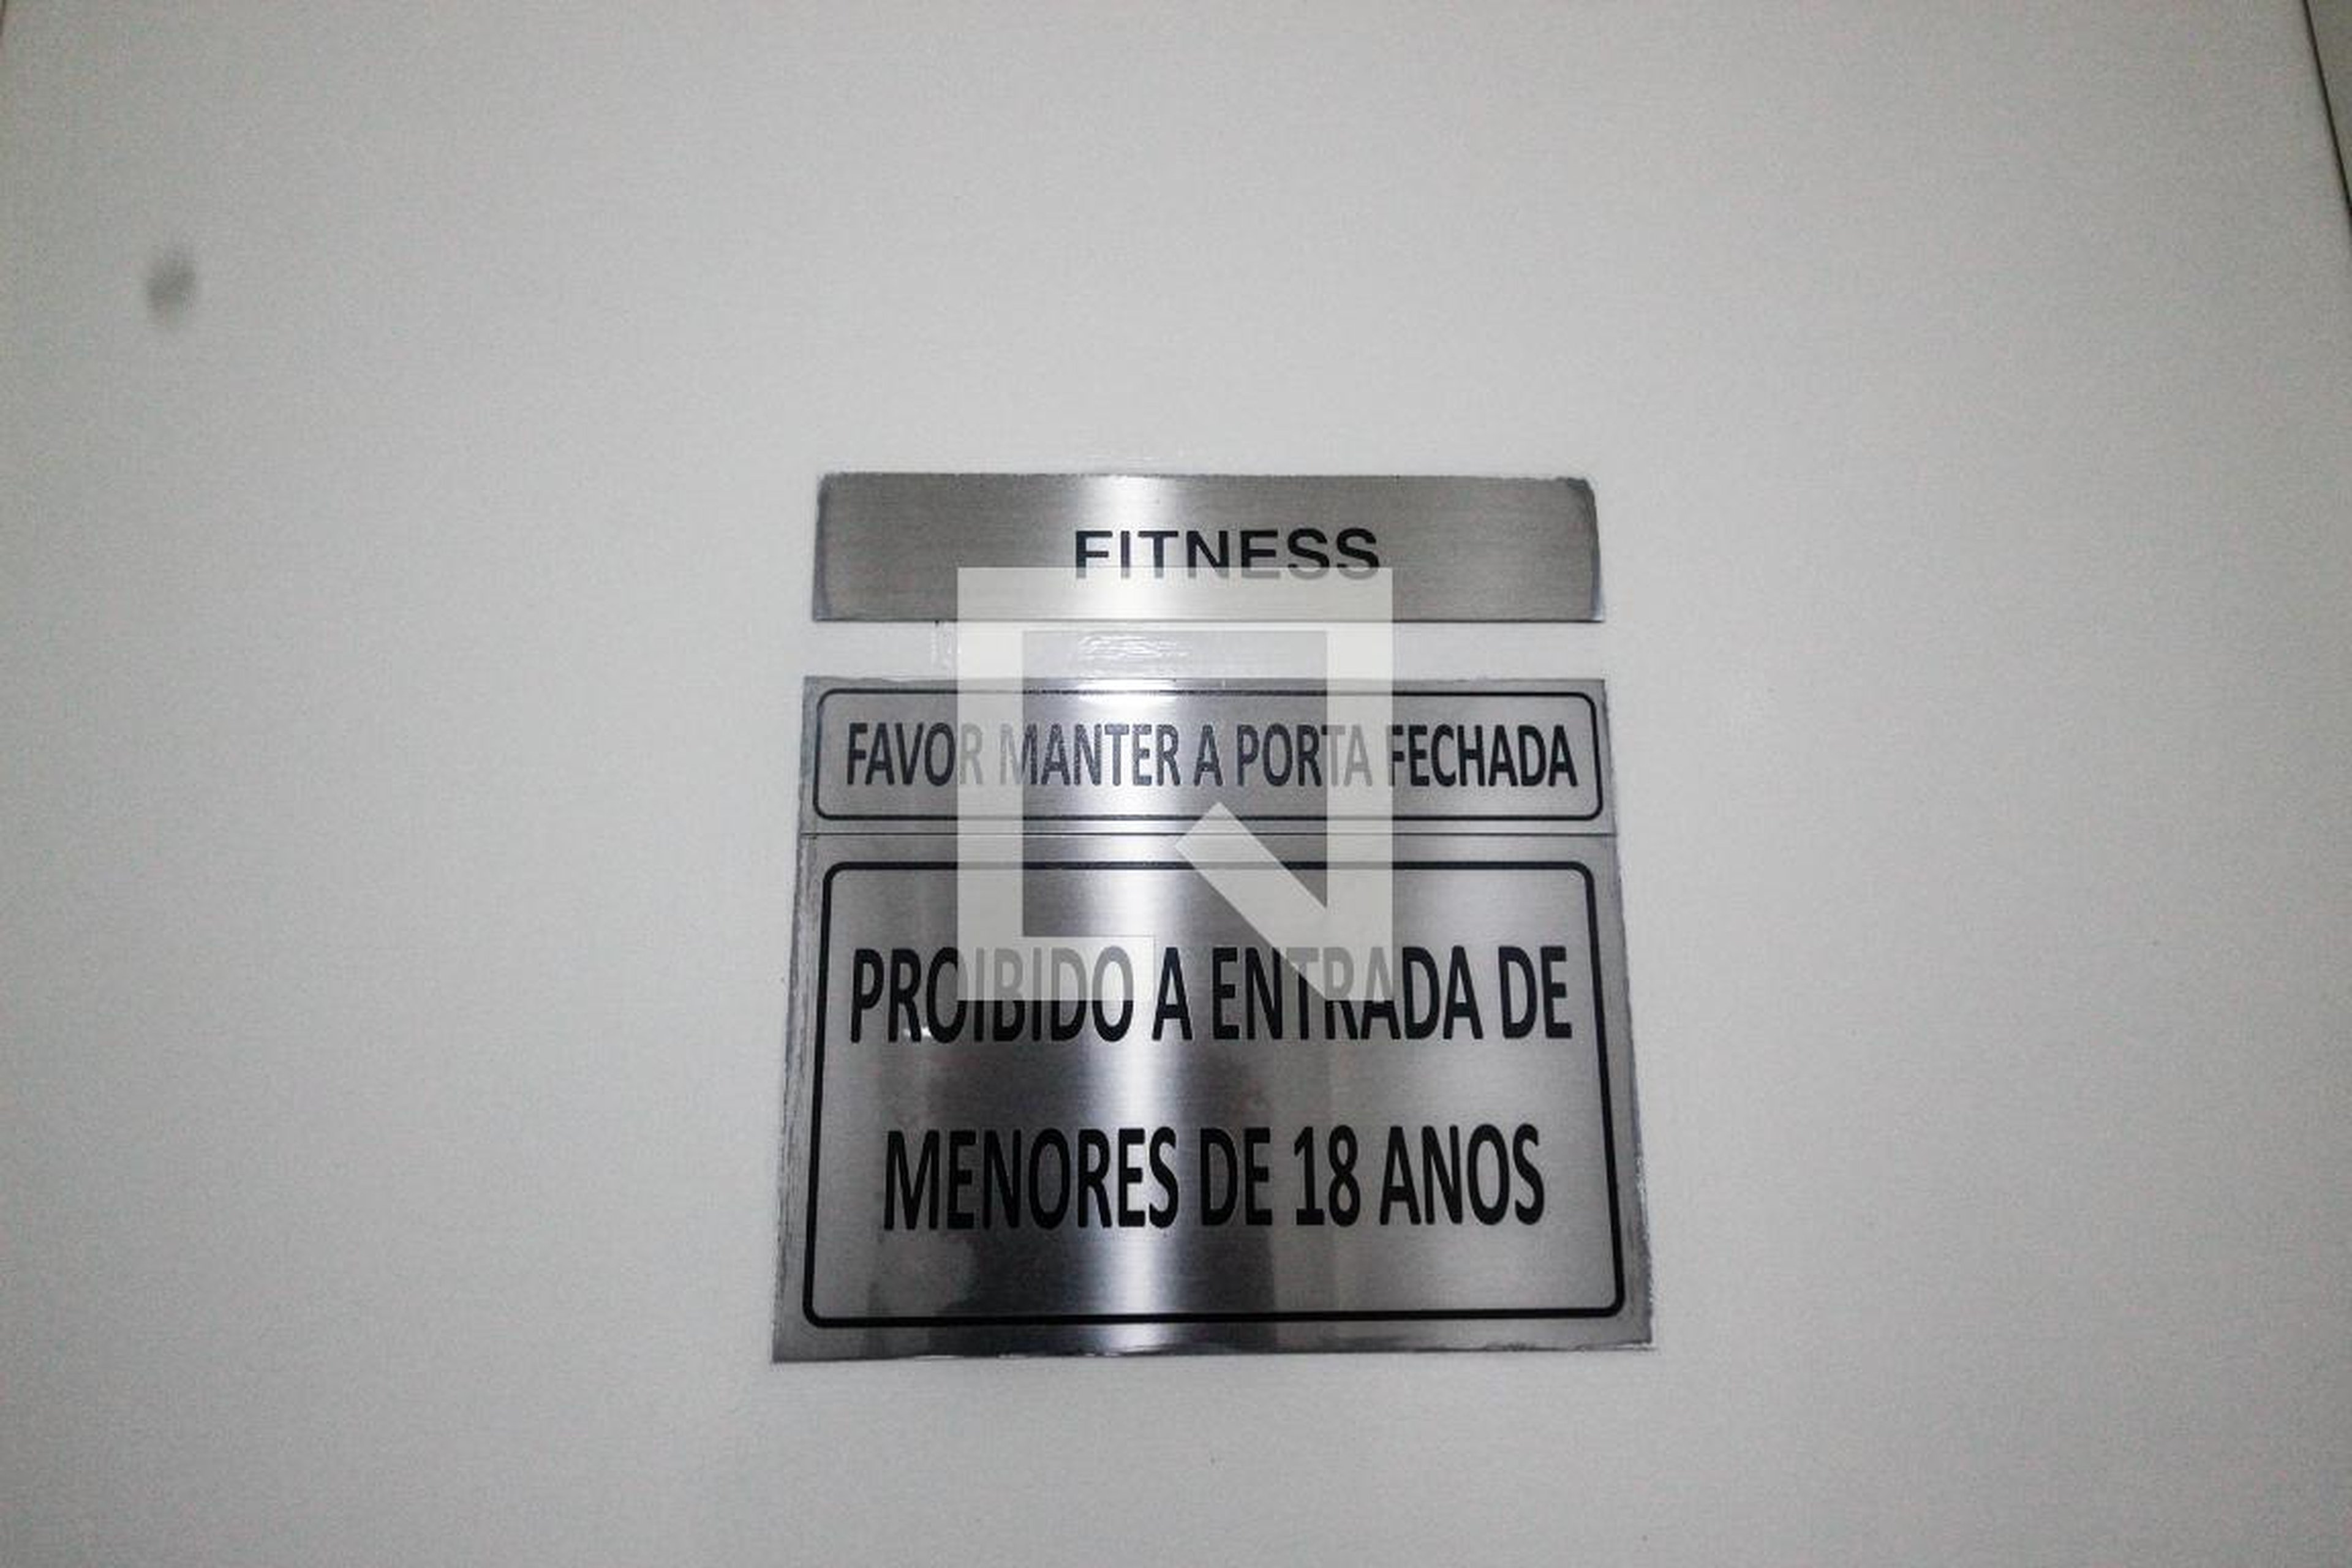 FITNESS
FAVOR MANTER A PORTA FECHADA
PROIBIDO A ENTRADA DE
MENORES DE 18 ANOS